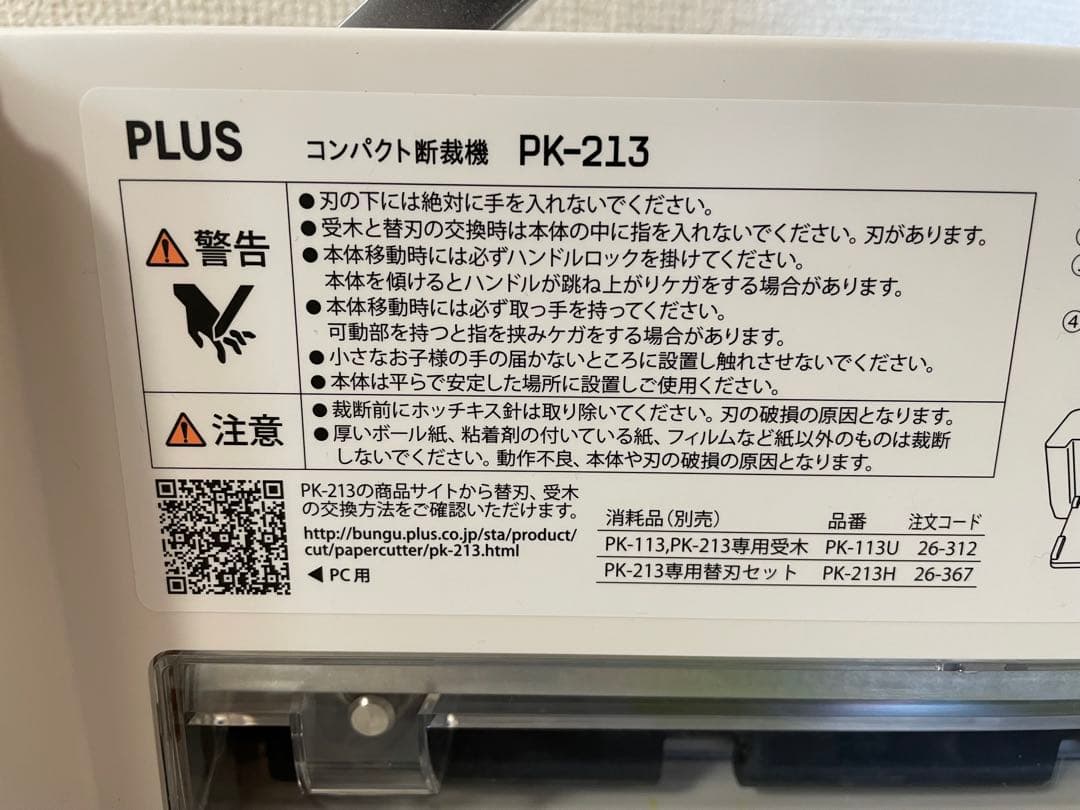 PLUS コンパクト断裁機 PK-213
警告
●刃の下には絶対に手を入れないでください。
●受木と替刃の交換時は本体の中に指を入れないでください。刃があります。
●本体移動時には必ずハンドルロックを掛けてください。
本体を傾けるとハンドルが跳ね上がりケガをする場合があります。
●本体移動時には必ず取っ手を持ってください。
可動部を持つと指を挟みケガをする場合があります。
●小さなお子様の手の届かないところに設置し触れさせないでください。
●本体は平らで安定した場所に設置しご使用ください。
注意
●裁断前にホッチキス針は取り除いてください。刃の破損の原因となります。
●厚いボール紙、粘着剤の付いている紙、フィルムなど紙以外のものは裁断
しないでください。動作不良、本体や刃の破損の原因となります。
PK-213の商品サイトから替刃、受木
の交換方法をご確認いただけます。
http://bungu.plus.co.jp/sta/product/
cut/papercutter/pk-213.html
◀PC用
消耗品(別売) 品番 注文コード
PK-113,PK-213専用受木 PK-113U 26-312
PK-213専用替刃セット PK-213H 26-367
④